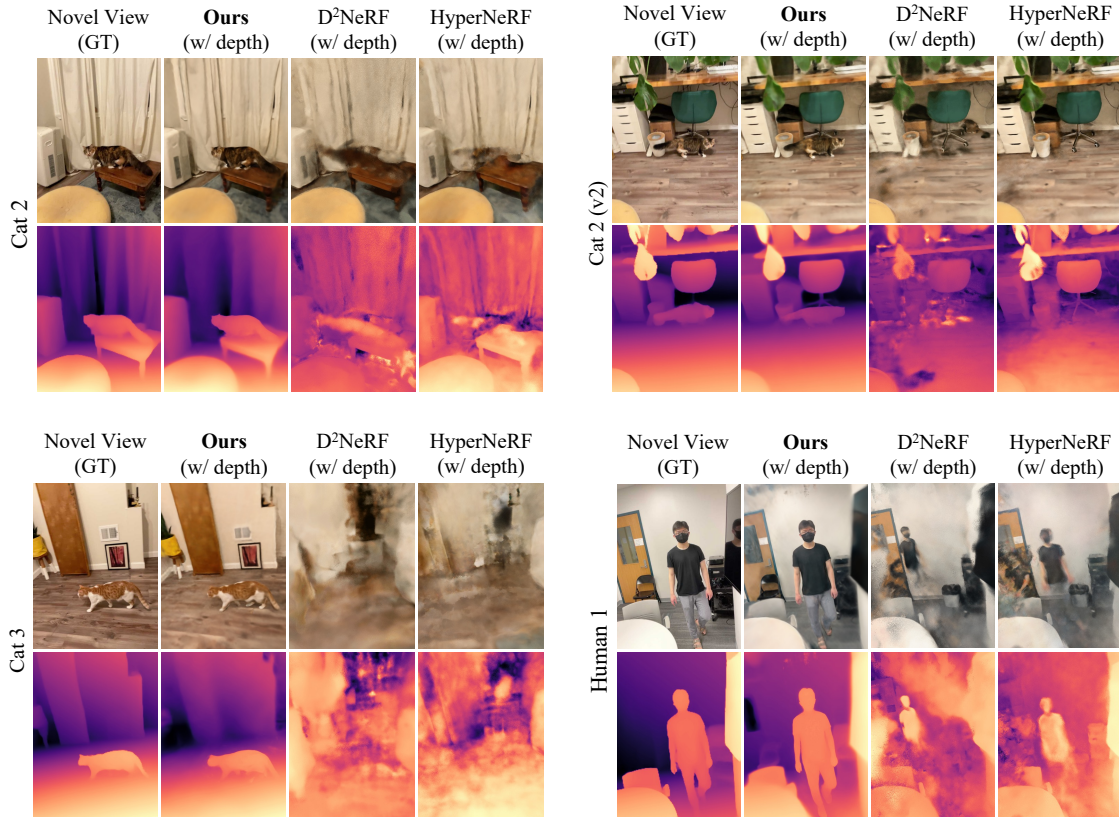 Novel View
(GT)
Ours
(w/ depth)
D²NeRF
(w/ depth)
HyperNeRF
(w/ depth)
Cat 2
Novel View
(GT)
Ours
(w/ depth)
D²NeRF
(w/ depth)
HyperNeRF
(w/ depth)
Cat 2 (v2)
Novel View
(GT)
Ours
(w/ depth)
D²NeRF
(w/ depth)
HyperNeRF
(w/ depth)
Cat 3
Novel View
(GT)
Ours
(w/ depth)
D²NeRF
(w/ depth)
HyperNeRF
(w/ depth)
Human 1